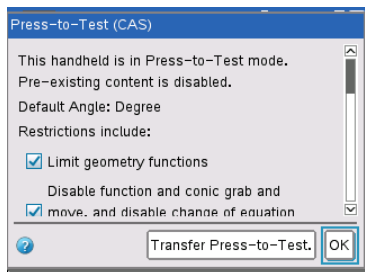 Press-to-Test (CAS)
This handheld is in Press-to-Test mode.
Pre-existing content is disabled.
Default Angle: Degree
Restrictions include:
Limit geometry functions
Disable function and conic grab and
move, and disable change of equation
Transfer Press-to-Test.
OK